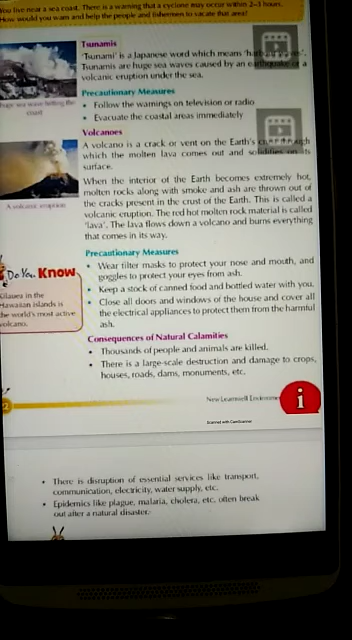 You live near a sea coast. There is a warning that a cyclone may occur within 2–3 hours.
How would you warn and help the people and fishermen to vacate that area?
Tsunamis
'Tsunami' is a Japanese word which means
Tsunamis are huge sea waves caused by an earthquake or a
volcanic eruption under the sea.
huge sea wave hitting the
coast
Precautionary Measures
• Follow the warnings on television or radio
• Evacuate the coastal areas immediately
Volcanoes
A volcano is a crack or vent on the Earth's
which the molten lava comes out and solidifies on its
surface.
When the interior of the Earth becomes extremely hot,
molten rocks along with smoke and ash are thrown out of
the cracks present in the crust of the Earth. This is called a
volcanic eruption. The red hot molten rock material is called
'lava'. The lava flows down a volcano and burns everything
that comes in its way.
A volcanic eruption
Precautionary Measures
• Wear filter masks to protect your nose and mouth, and
goggles to protect your eyes from ash.
• Keep a stock of canned food and bottled water with you.
• Close all doors and windows of the house and cover all
the electrical appliances to protect them from the harmful
ash.
Do You Know
Kilauea in the
Hawaiian islands is
the world's most active
volcano.
Consequences of Natural Calamities
• Thousands of people and animals are killed.
• There is a large-scale destruction and damage to crops,
houses, roads, dams, monuments, etc.
2
New Learnwell
i
Scanned with CamScanner
• There is disruption of essential services like transport,
communication, electricity, water supply, etc.
• Epidemics like plague, malaria, cholera, etc. often break
out after a natural disaster.